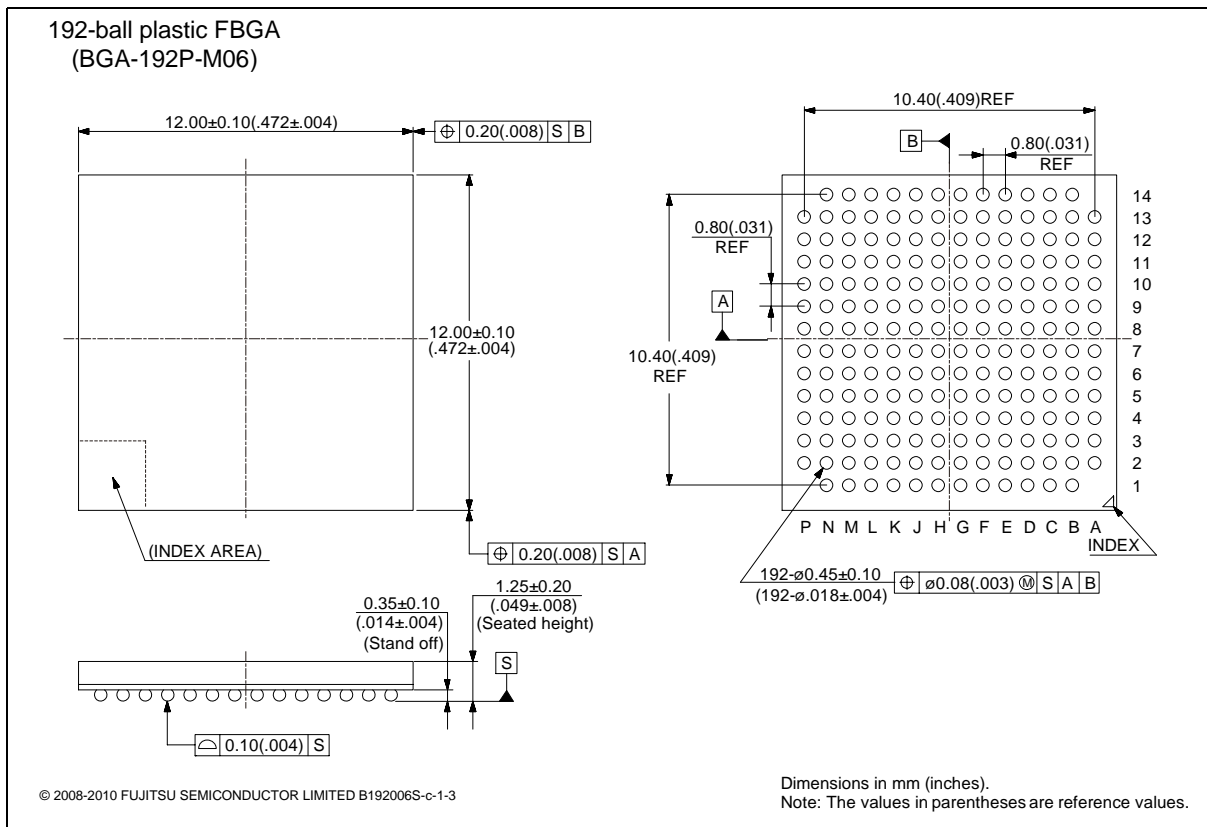 192-ball plastic FBGA
(BGA-192P-M06)
12.00±0.10(.472±.004)
⌖ 0.20(.008) S B
12.00±0.10
(.472±.004)
(INDEX AREA)
⌖ 0.20(.008) S A
1.25±0.20
(.049±.008)
(Seated height)
0.35±0.10
(.014±.004)
(Stand off)
S
⌓ 0.10(.004) S
10.40(.409)REF
B
0.80(.031)
REF
0.80(.031)
REF
A
10.40(.409)
REF
14
13
12
11
10
9
8
7
6
5
4
3
2
1
P N M L K J H G F E D C B A
INDEX
192-ø0.45±0.10
(192-ø.018±.004)
⌖ ø0.08(.003) Ⓜ S A B
© 2008-2010 FUJITSU SEMICONDUCTOR LIMITED B192006S-c-1-3
Dimensions in mm (inches).
Note: The values in parentheses are reference values.